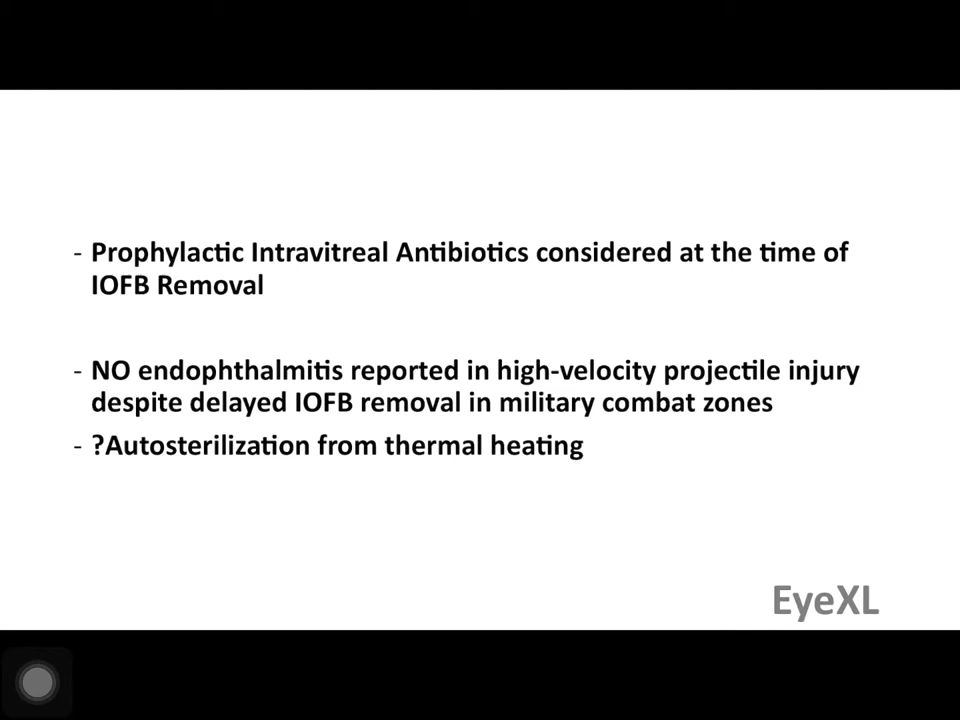 - Prophylactic Intravitreal Antibiotics considered at the time of
IOFB Removal
- NO endophthalmitis reported in high-velocity projectile injury
despite delayed IOFB removal in military combat zones
- ?Autosterilization from thermal heating
EyeXL